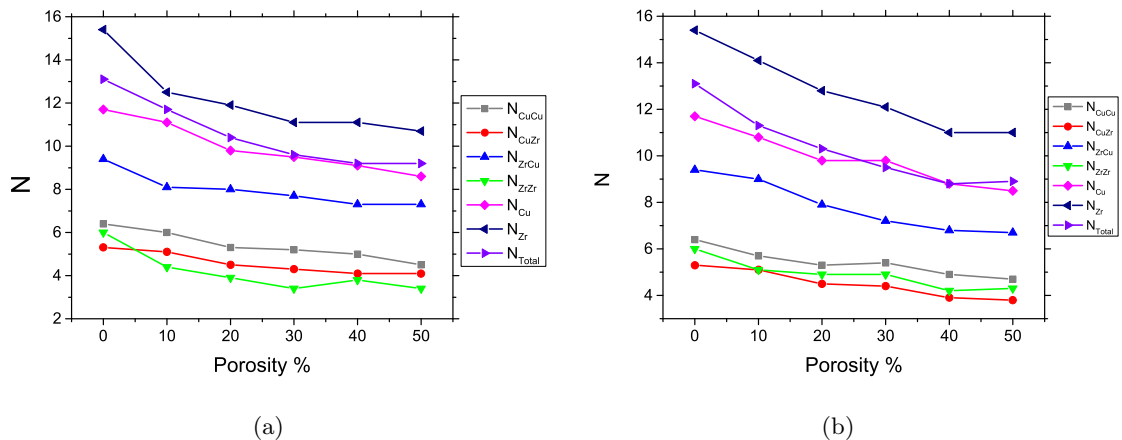 16
14
12
10
8
6
4
2
N
0 10 20 30 40 50
Porosity %
N_CuCu
N_CuZr
N_ZrCu
N_ZrZr
N_Cu
N_Zr
N_Total
(a)
16
14
12
10
8
6
4
N
0 10 20 30 40 50
Porosity %
N_CuCu
N_CuZr
N_ZrCu
N_ZrZr
N_Cu
N_Zr
N_Total
(b)